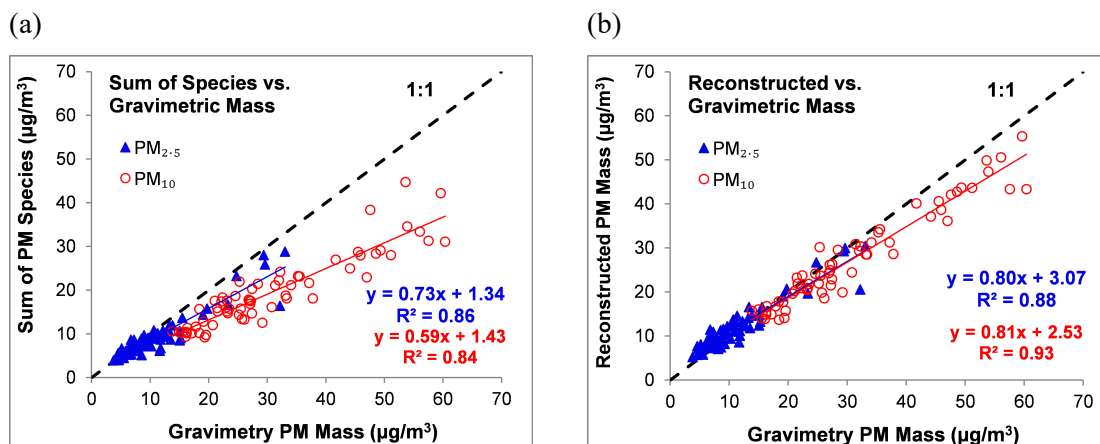 (a)
Sum of Species vs.
Gravimetric Mass
1:1
PM2.5
PM10
y = 0.73x + 1.34
R² = 0.86
y = 0.59x + 1.43
R² = 0.84
70
60
50
40
30
20
10
0
0 10 20 30 40 50 60 70
Sum of PM Species (µg/m³)
Gravimetry PM Mass (µg/m³)
(b)
Reconstructed vs.
Gravimetric Mass
1:1
PM2.5
PM10
y = 0.80x + 3.07
R² = 0.88
y = 0.81x + 2.53
R² = 0.93
70
60
50
40
30
20
10
0
0 10 20 30 40 50 60 70
Reconstructed PM Mass (µg/m³)
Gravimetry PM Mass (µg/m³)